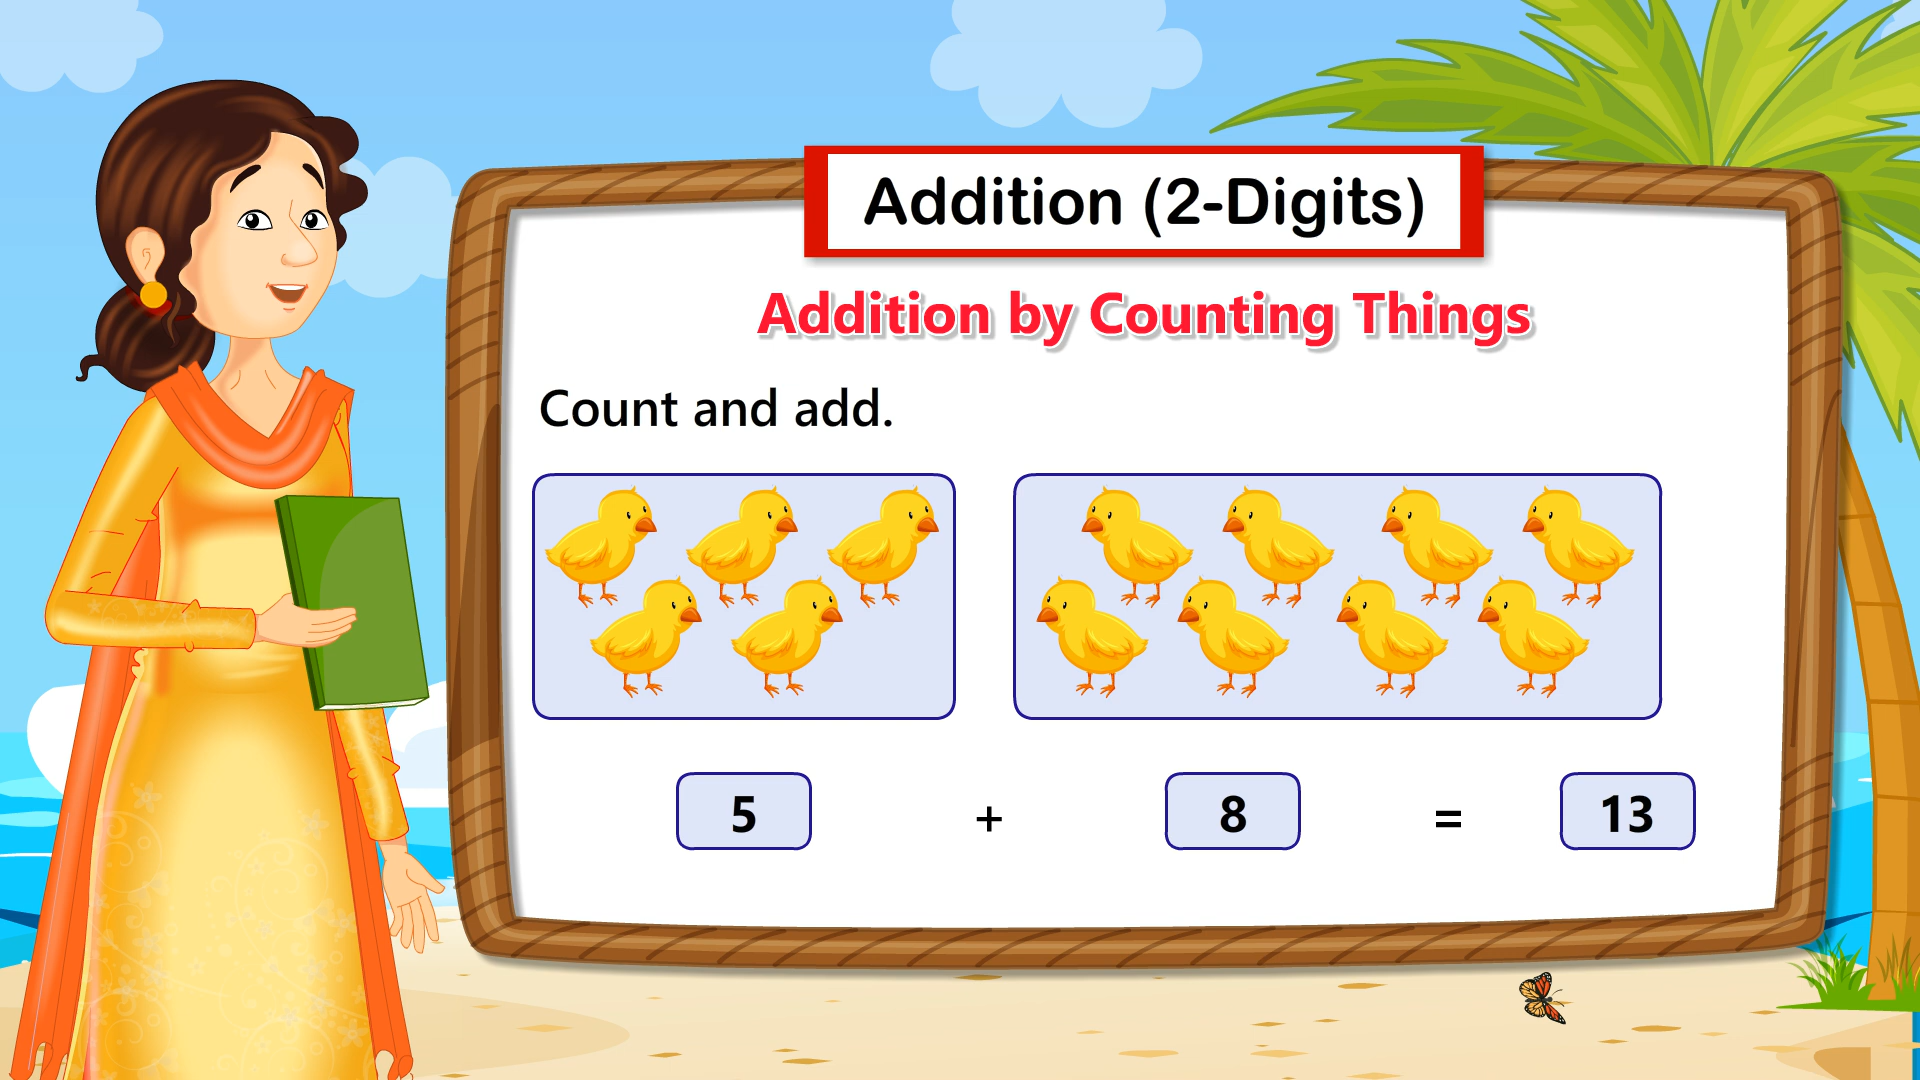 Addition (2-Digits)
Addition by Counting Things
Count and add.
5 + 8 = 13